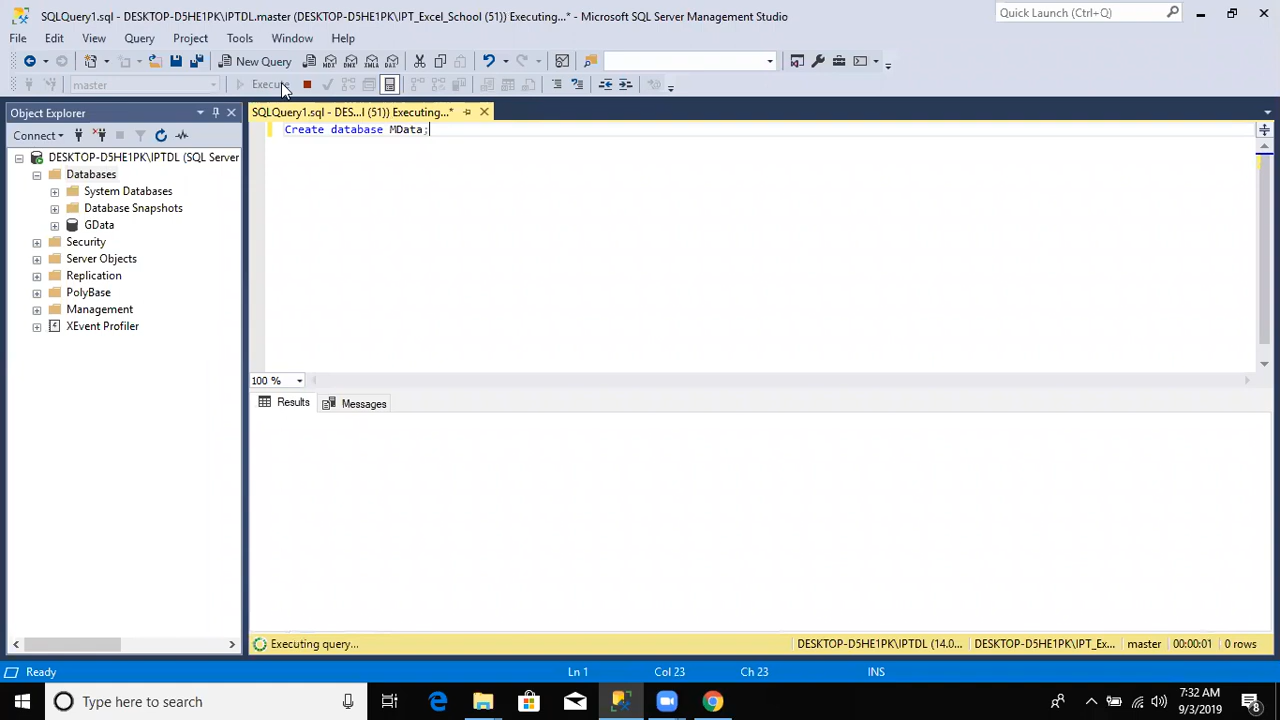 SQLQuery1.sql - DESKTOP-D5HE1PK\IPTDL.master (DESKTOP-D5HE1PK\IPT_Excel_School (51)) Executing...* - Microsoft SQL Server Management Studio
Quick Launch (Ctrl+Q)
File Edit View Query Project Tools Window Help
New Query
MDX DMX XMLA DAX
master
Execute
Object Explorer
SQLQuery1.sql - DES...l (51)) Executing...*
Connect
Create database MData;
DESKTOP-D5HE1PK\IPTDL (SQL Server
Databases
System Databases
Database Snapshots
GData
Security
Server Objects
Replication
PolyBase
Management
XEvent Profiler
100 %
Results Messages
Executing query...
DESKTOP-D5HE1PK\IPTDL (14.0... DESKTOP-D5HE1PK\IPT_Ex... master 00:00:01 0 rows
Ready
Ln 1 Col 23 Ch 23 INS
Type here to search
7:32 AM
9/3/2019
8